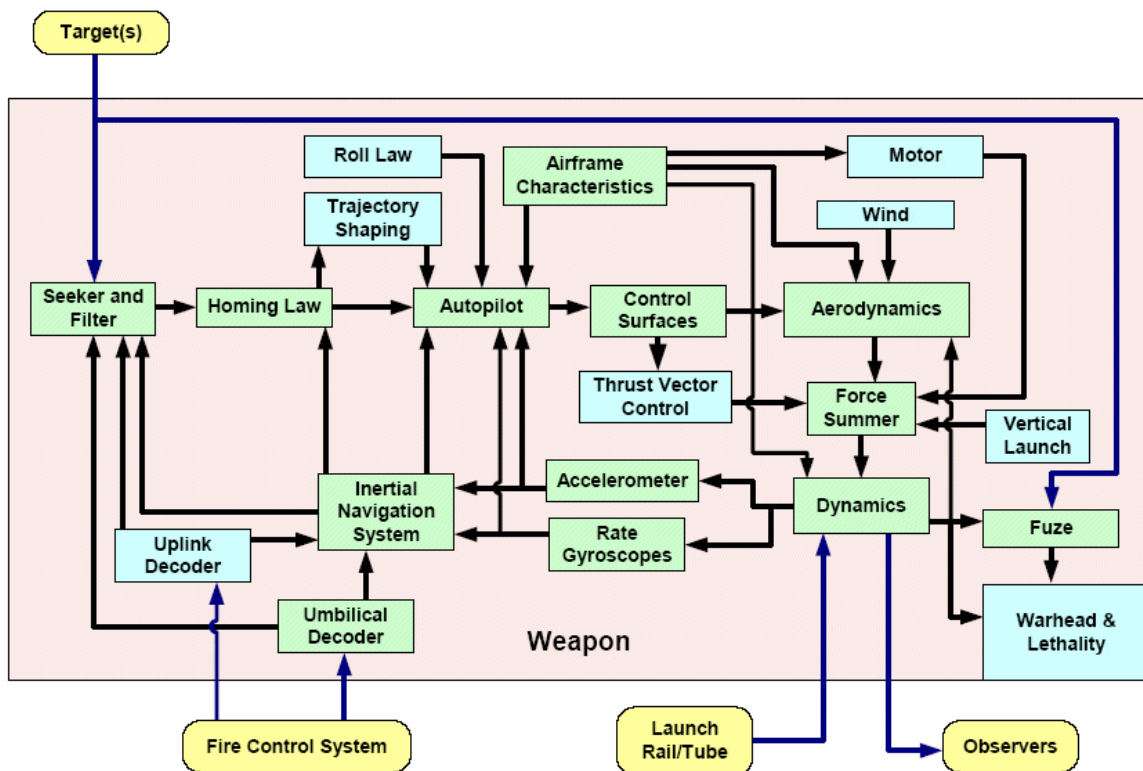 Target(s)
Roll Law
Airframe
Characteristics
Motor
Trajectory
Shaping
Wind
Seeker and
Filter
Homing Law
Autopilot
Control
Surfaces
Aerodynamics
Thrust Vector
Control
Force
Summer
Vertical
Launch
Inertial
Navigation
System
Accelerometer
Dynamics
Uplink
Decoder
Rate
Gyroscopes
Fuze
Umbilical
Decoder
Weapon
Warhead &
Lethality
Fire Control System
Launch
Rail/Tube
Observers